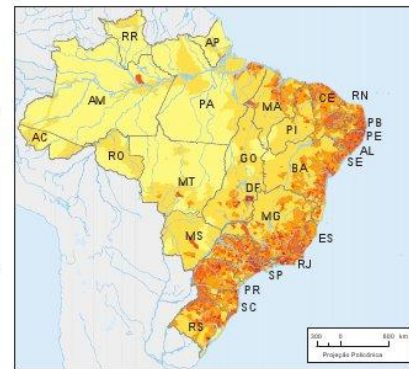 RR
AP
AM
PA
MA
CE
RN
PB
PE
AL
SE
PI
AC
RO
GO
BA
MT
DF
MG
MS
ES
RJ
SP
PR
SC
RS
300 0 600 km
Projeção Policônica